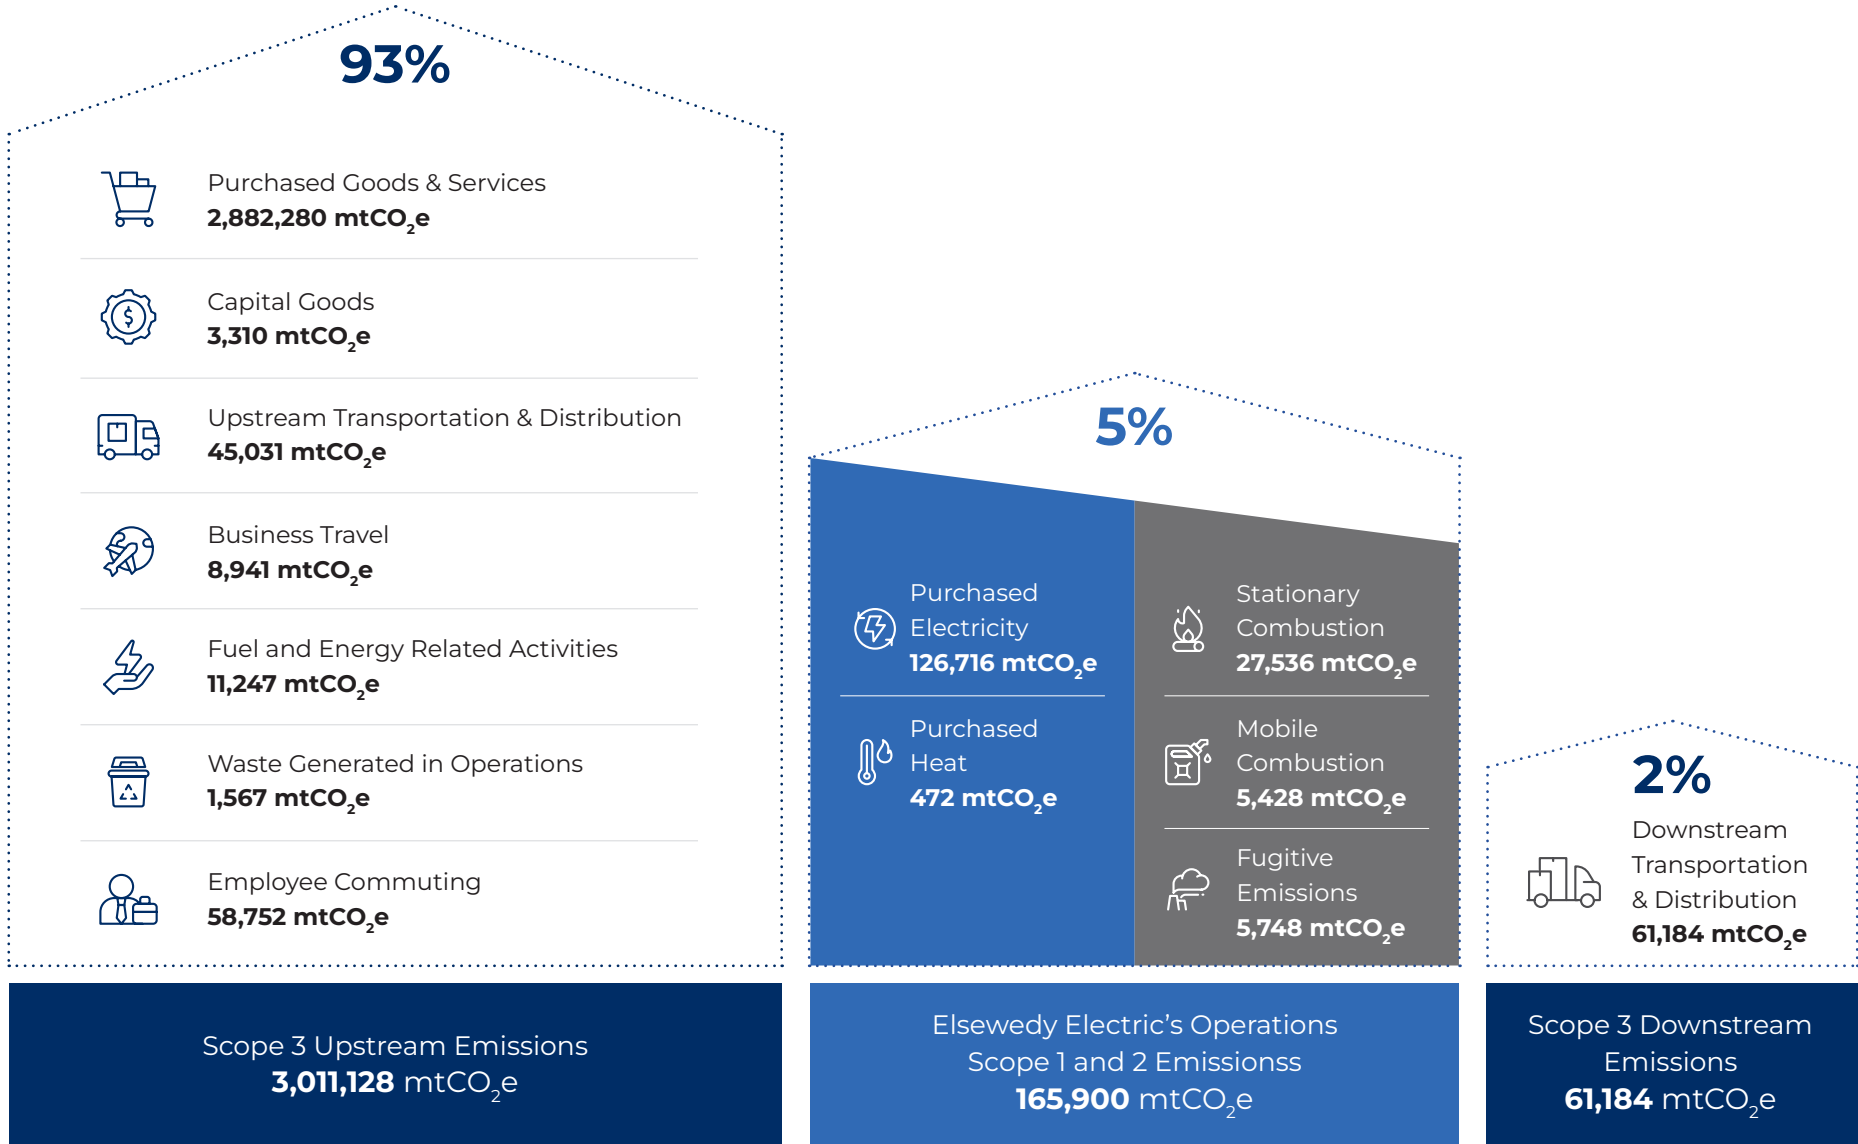 93%
Purchased Goods & Services
2,882,280 mtCO₂e
Capital Goods
3,310 mtCO₂e
Upstream Transportation & Distribution
45,031 mtCO₂e
Business Travel
8,941 mtCO₂e
Fuel and Energy Related Activities
11,247 mtCO₂e
Waste Generated in Operations
1,567 mtCO₂e
Employee Commuting
58,752 mtCO₂e
Scope 3 Upstream Emissions
3,011,128 mtCO₂e
5%
Purchased
Electricity
126,716 mtCO₂e
Purchased
Heat
472 mtCO₂e
Stationary
Combustion
27,536 mtCO₂e
Mobile
Combustion
5,428 mtCO₂e
Fugitive
Emissions
5,748 mtCO₂e
Elsewedy Electric’s Operations
Scope 1 and 2 Emissionss
165,900 mtCO₂e
2%
Downstream
Transportation
& Distribution
61,184 mtCO₂e
Scope 3 Downstream
Emissions
61,184 mtCO₂e